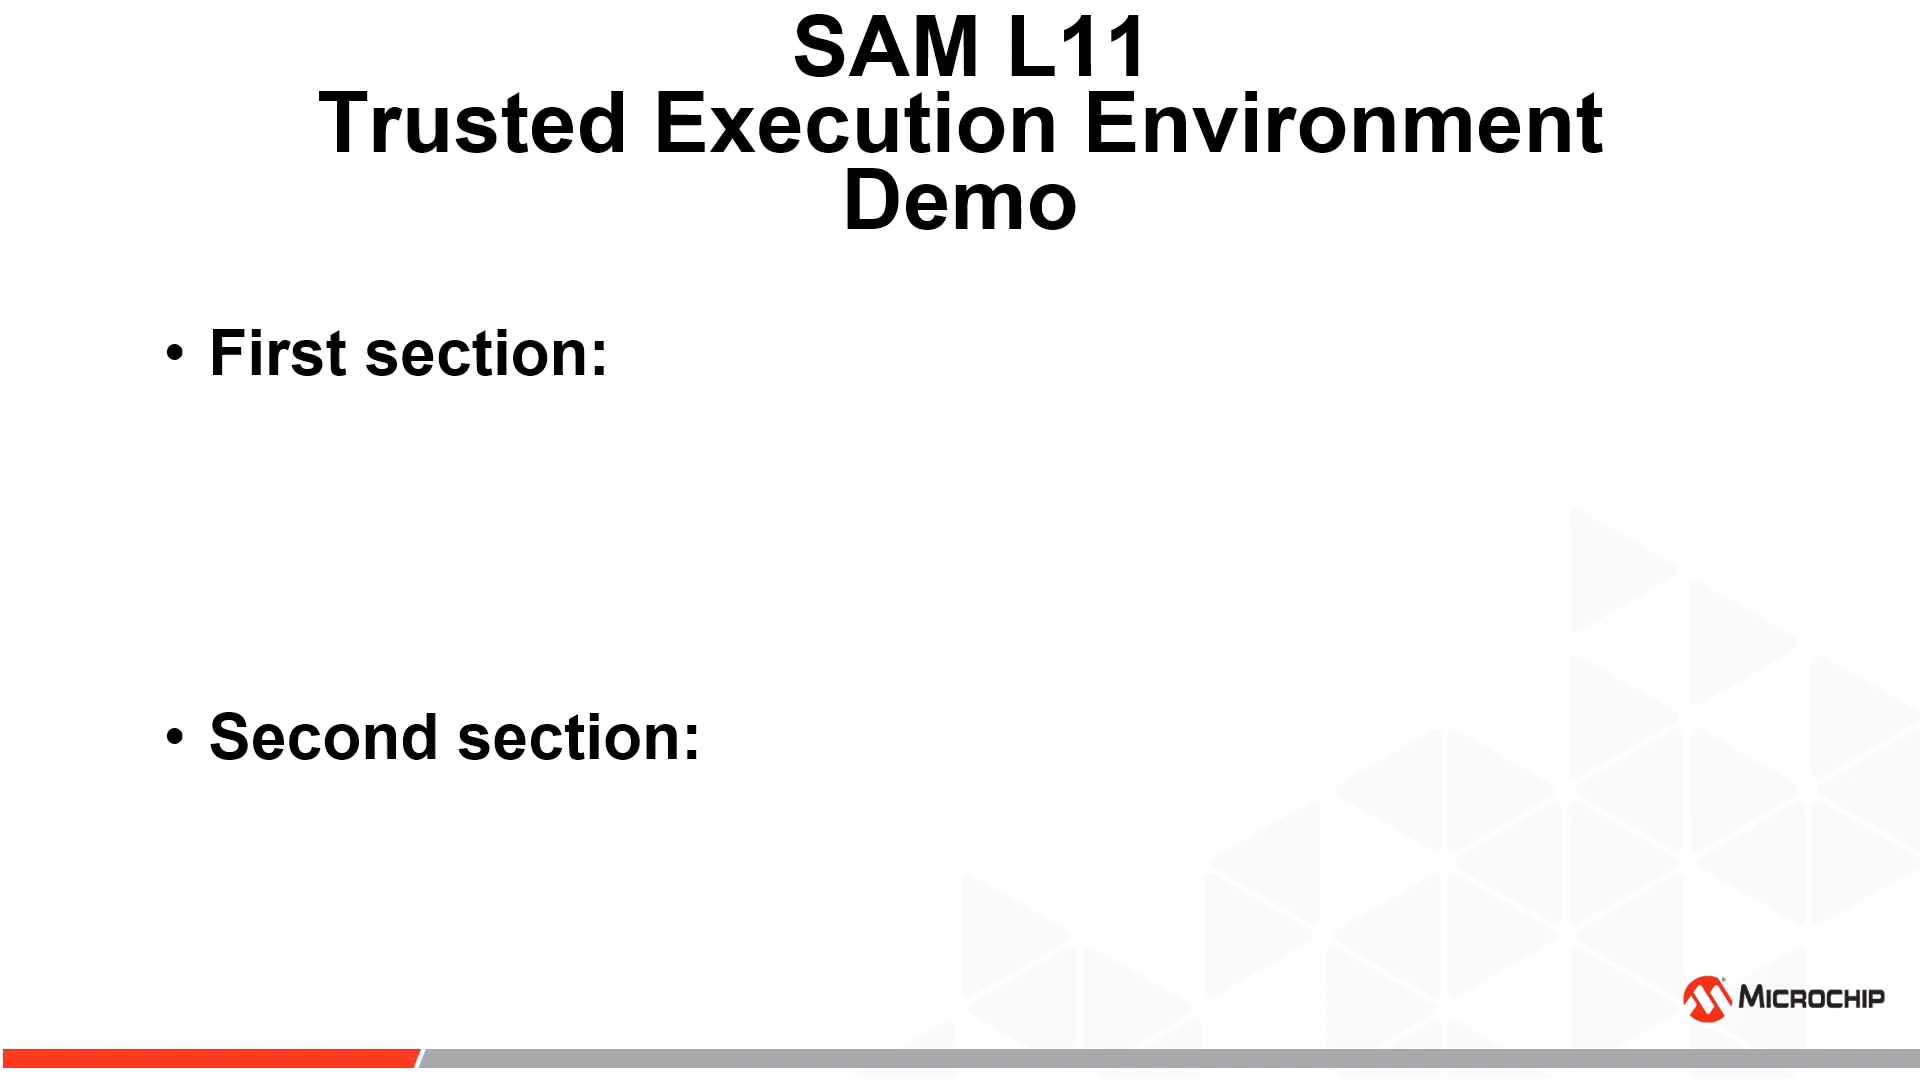 SAM L11
Trusted Execution Environment
Demo
• First section:
• Second section:
MICROCHIP